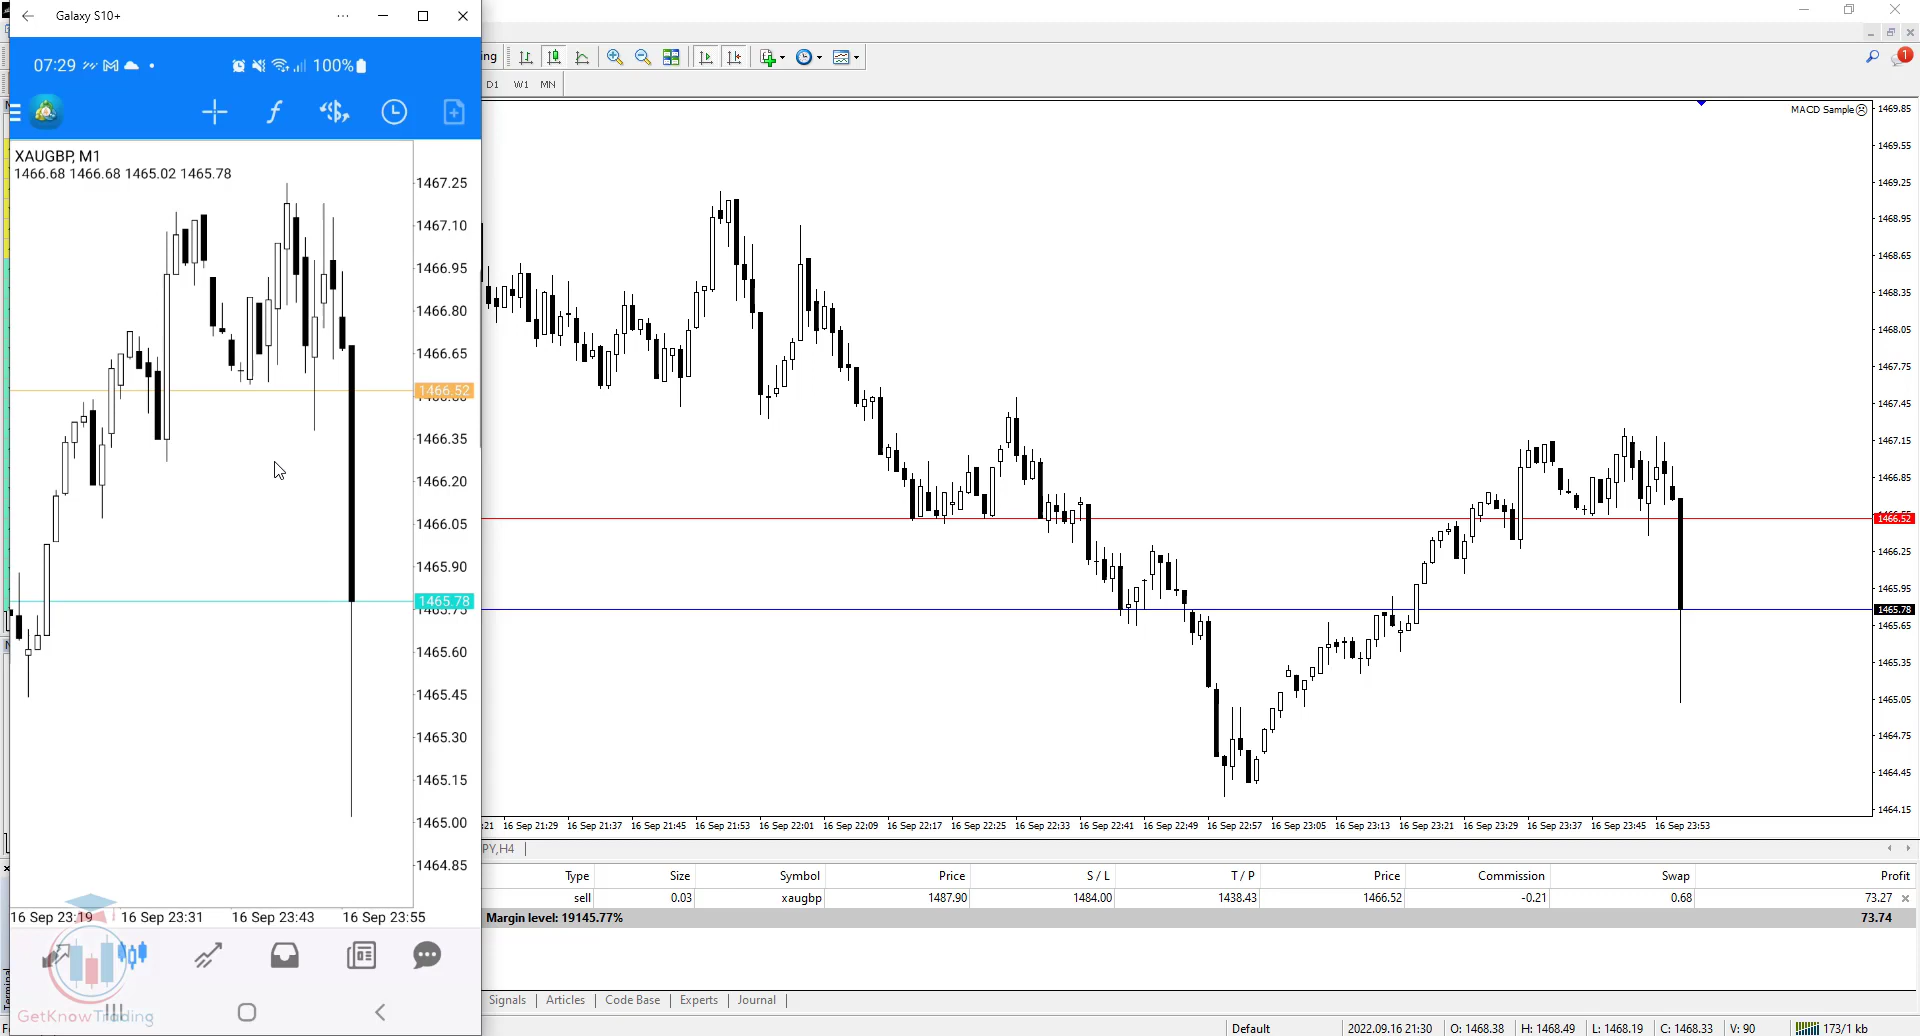 Galaxy S10+
07:29
100%
XAUGBP, M1
1466.68 1466.68 1465.02 1465.78
1467.25
1467.10
1466.95
1466.80
1466.65
1466.52
1466.35
1466.20
1466.05
1465.90
1465.78
1465.60
1465.45
1465.30
1465.15
1465.00
1464.85
16 Sep 23:19 16 Sep 23:31 16 Sep 23:43 16 Sep 23:55
GetKnowTrading
ing
1
D1 W1 MN
MACD Sample
1469.85
1469.55
1469.25
1468.95
1468.65
1468.35
1468.05
1467.75
1467.45
1467.15
1466.85
1466.52
1466.25
1465.95
1465.78
1465.65
1465.35
1465.05
1464.75
1464.45
1464.15
:21 16 Sep 21:29 16 Sep 21:37 16 Sep 21:45 16 Sep 21:53 16 Sep 22:01 16 Sep 22:09 16 Sep 22:17 16 Sep 22:25 16 Sep 22:33 16 Sep 22:41 16 Sep 22:49 16 Sep 22:57 16 Sep 23:05 16 Sep 23:13 16 Sep 23:21 16 Sep 23:29 16 Sep 23:37 16 Sep 23:45 16 Sep 23:53
PY,H4
Type Size Symbol Price S / L T / P Price Commission Swap Profit
sell 0.03 xaugbp 1487.90 1484.00 1438.43 1466.52 -0.21 0.68 73.27
Margin level: 19145.77% 73.74
Signals Articles Code Base Experts Journal
Default 2022.09.16 21:30 O: 1468.38 H: 1468.49 L: 1468.19 C: 1468.33 V: 90 173/1 kb